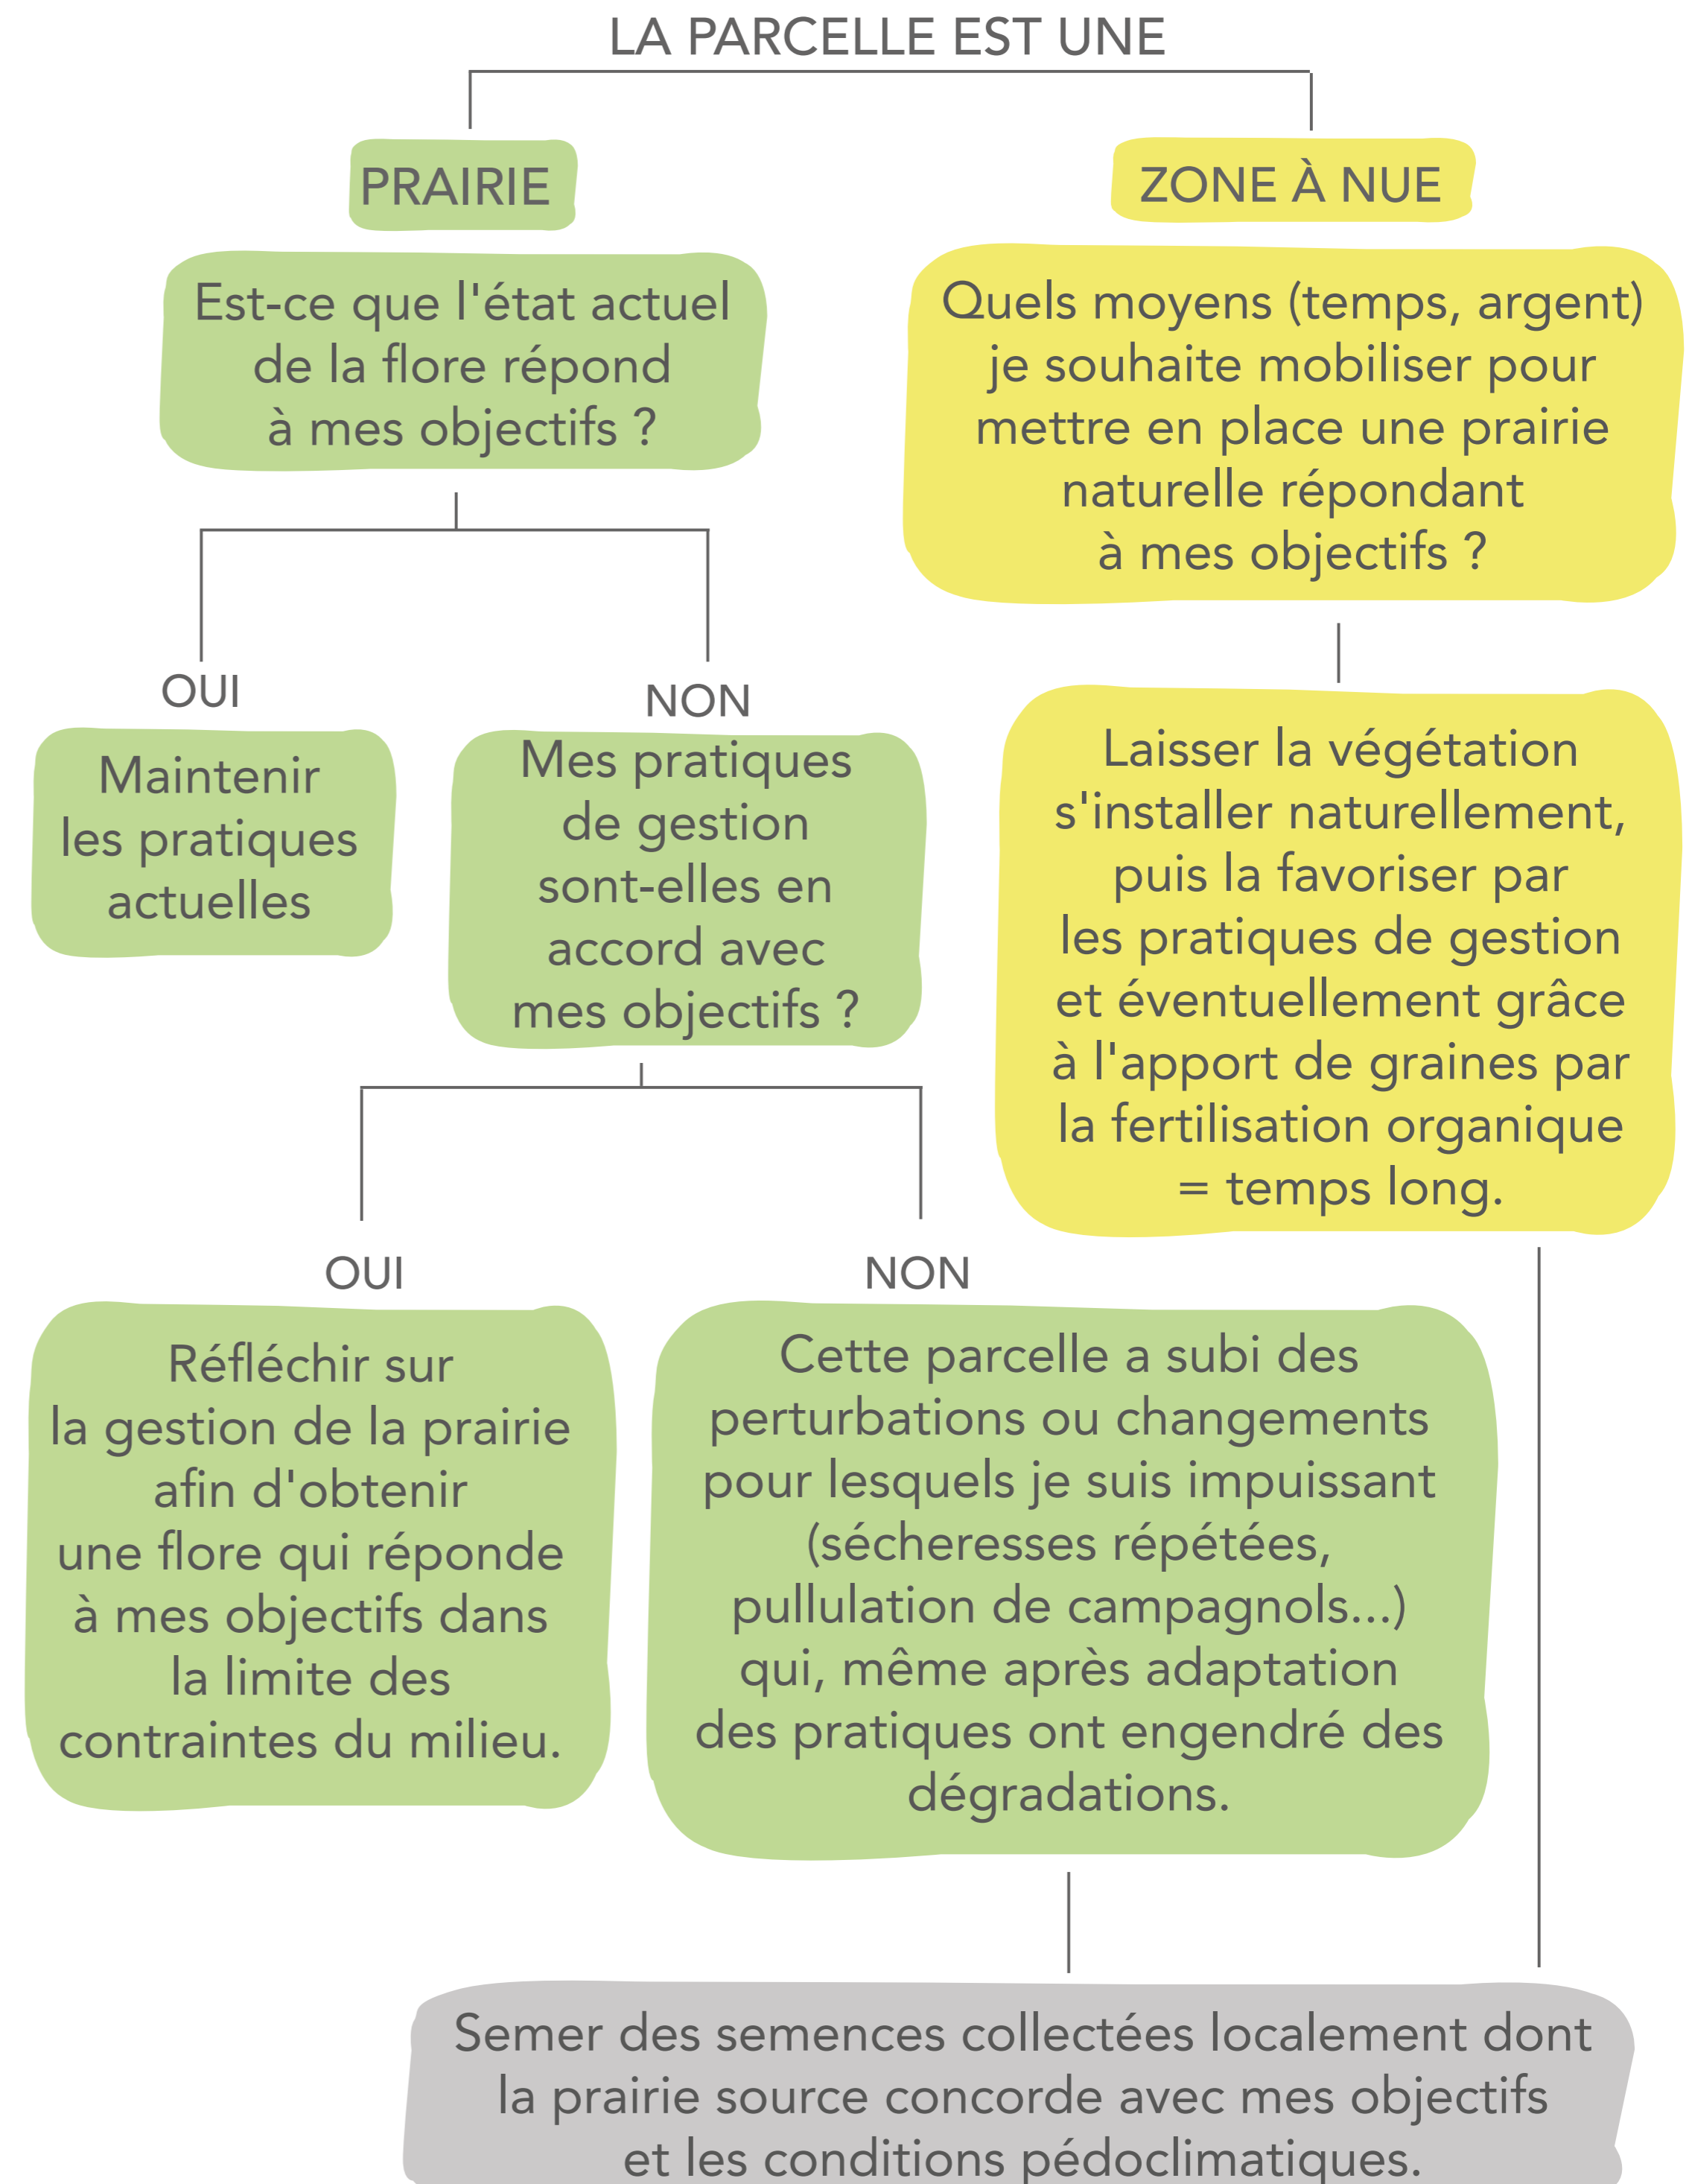 LA PARCELLE EST UNE
PRAIRIE
ZONE À NUE
Est-ce que l'état actuel
de la flore répond
à mes objectifs ?
Quels moyens (temps, argent)
je souhaite mobiliser pour
mettre en place une prairie
naturelle répondant
à mes objectifs ?
OUI
Maintenir
les pratiques
actuelles
NON
Mes pratiques
de gestion
sont-elles en
accord avec
mes objectifs ?
Laisser la végétation
s'installer naturellement,
puis la favoriser par
les pratiques de gestion
et éventuellement grâce
à l'apport de graines par
la fertilisation organique
= temps long.
OUI
Réfléchir sur
la gestion de la prairie
afin d'obtenir
une flore qui réponde
à mes objectifs dans
la limite des
contraintes du milieu.
NON
Cette parcelle a subi des
perturbations ou changements
pour lesquels je suis impuissant
(sécheresses répétées,
pullulation de campagnols...)
qui, même après adaptation
des pratiques ont engendré des
dégradations.
Semer des semences collectées localement dont
la prairie source concorde avec mes objectifs
et les conditions pédoclimatiques.